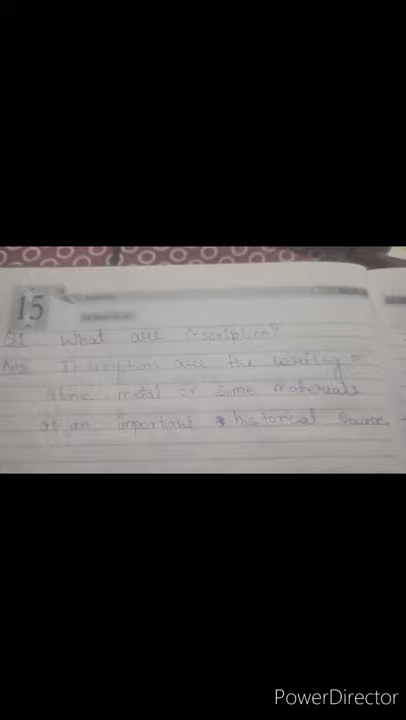 15
Q1 What are inscription?
Ans Inscriptions are the writing on
stone metal or some materials
as an important historical source
PowerDirector